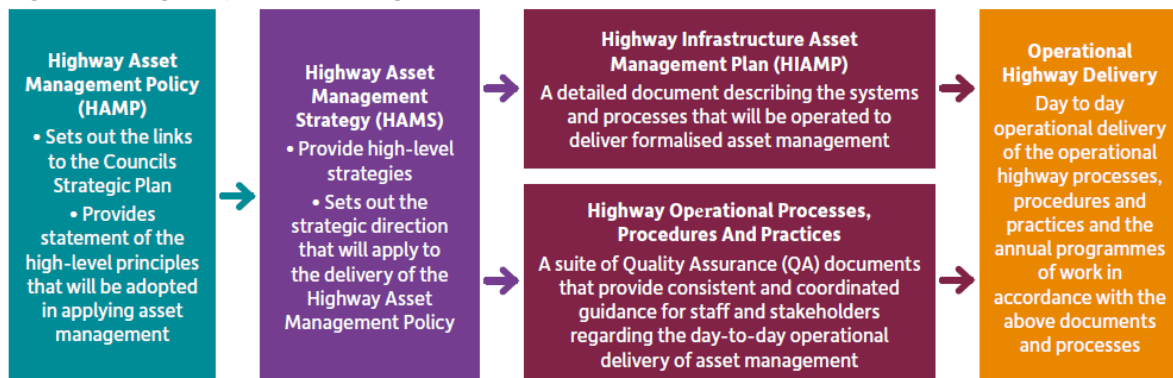 Highway Asset
Management Policy
(HAMP)
• Sets out the links
to the Councils
Strategic Plan
• Provides
statement of the
high-level principles
that will be adopted
in applying asset
management
Highway Asset
Management
Strategy (HAMS)
• Provide high-level
strategies
• Sets out the
strategic direction
that will apply to
the delivery of the
Highway Asset
Management Policy
Highway Infrastructure Asset
Management Plan (HIAMP)
A detailed document describing the systems
and processes that will be operated to
deliver formalised asset management
Highway Operational Processes,
Procedures And Practices
A suite of Quality Assurance (QA) documents
that provide consistent and coordinated
guidance for staff and stakeholders
regarding the day-to-day operational
delivery of asset management
Operational
Highway Delivery
Day to day
operational delivery
of the operational
highway processes,
procedures and
practices and the
annual programmes
of work in
accordance with the
above documents
and processes